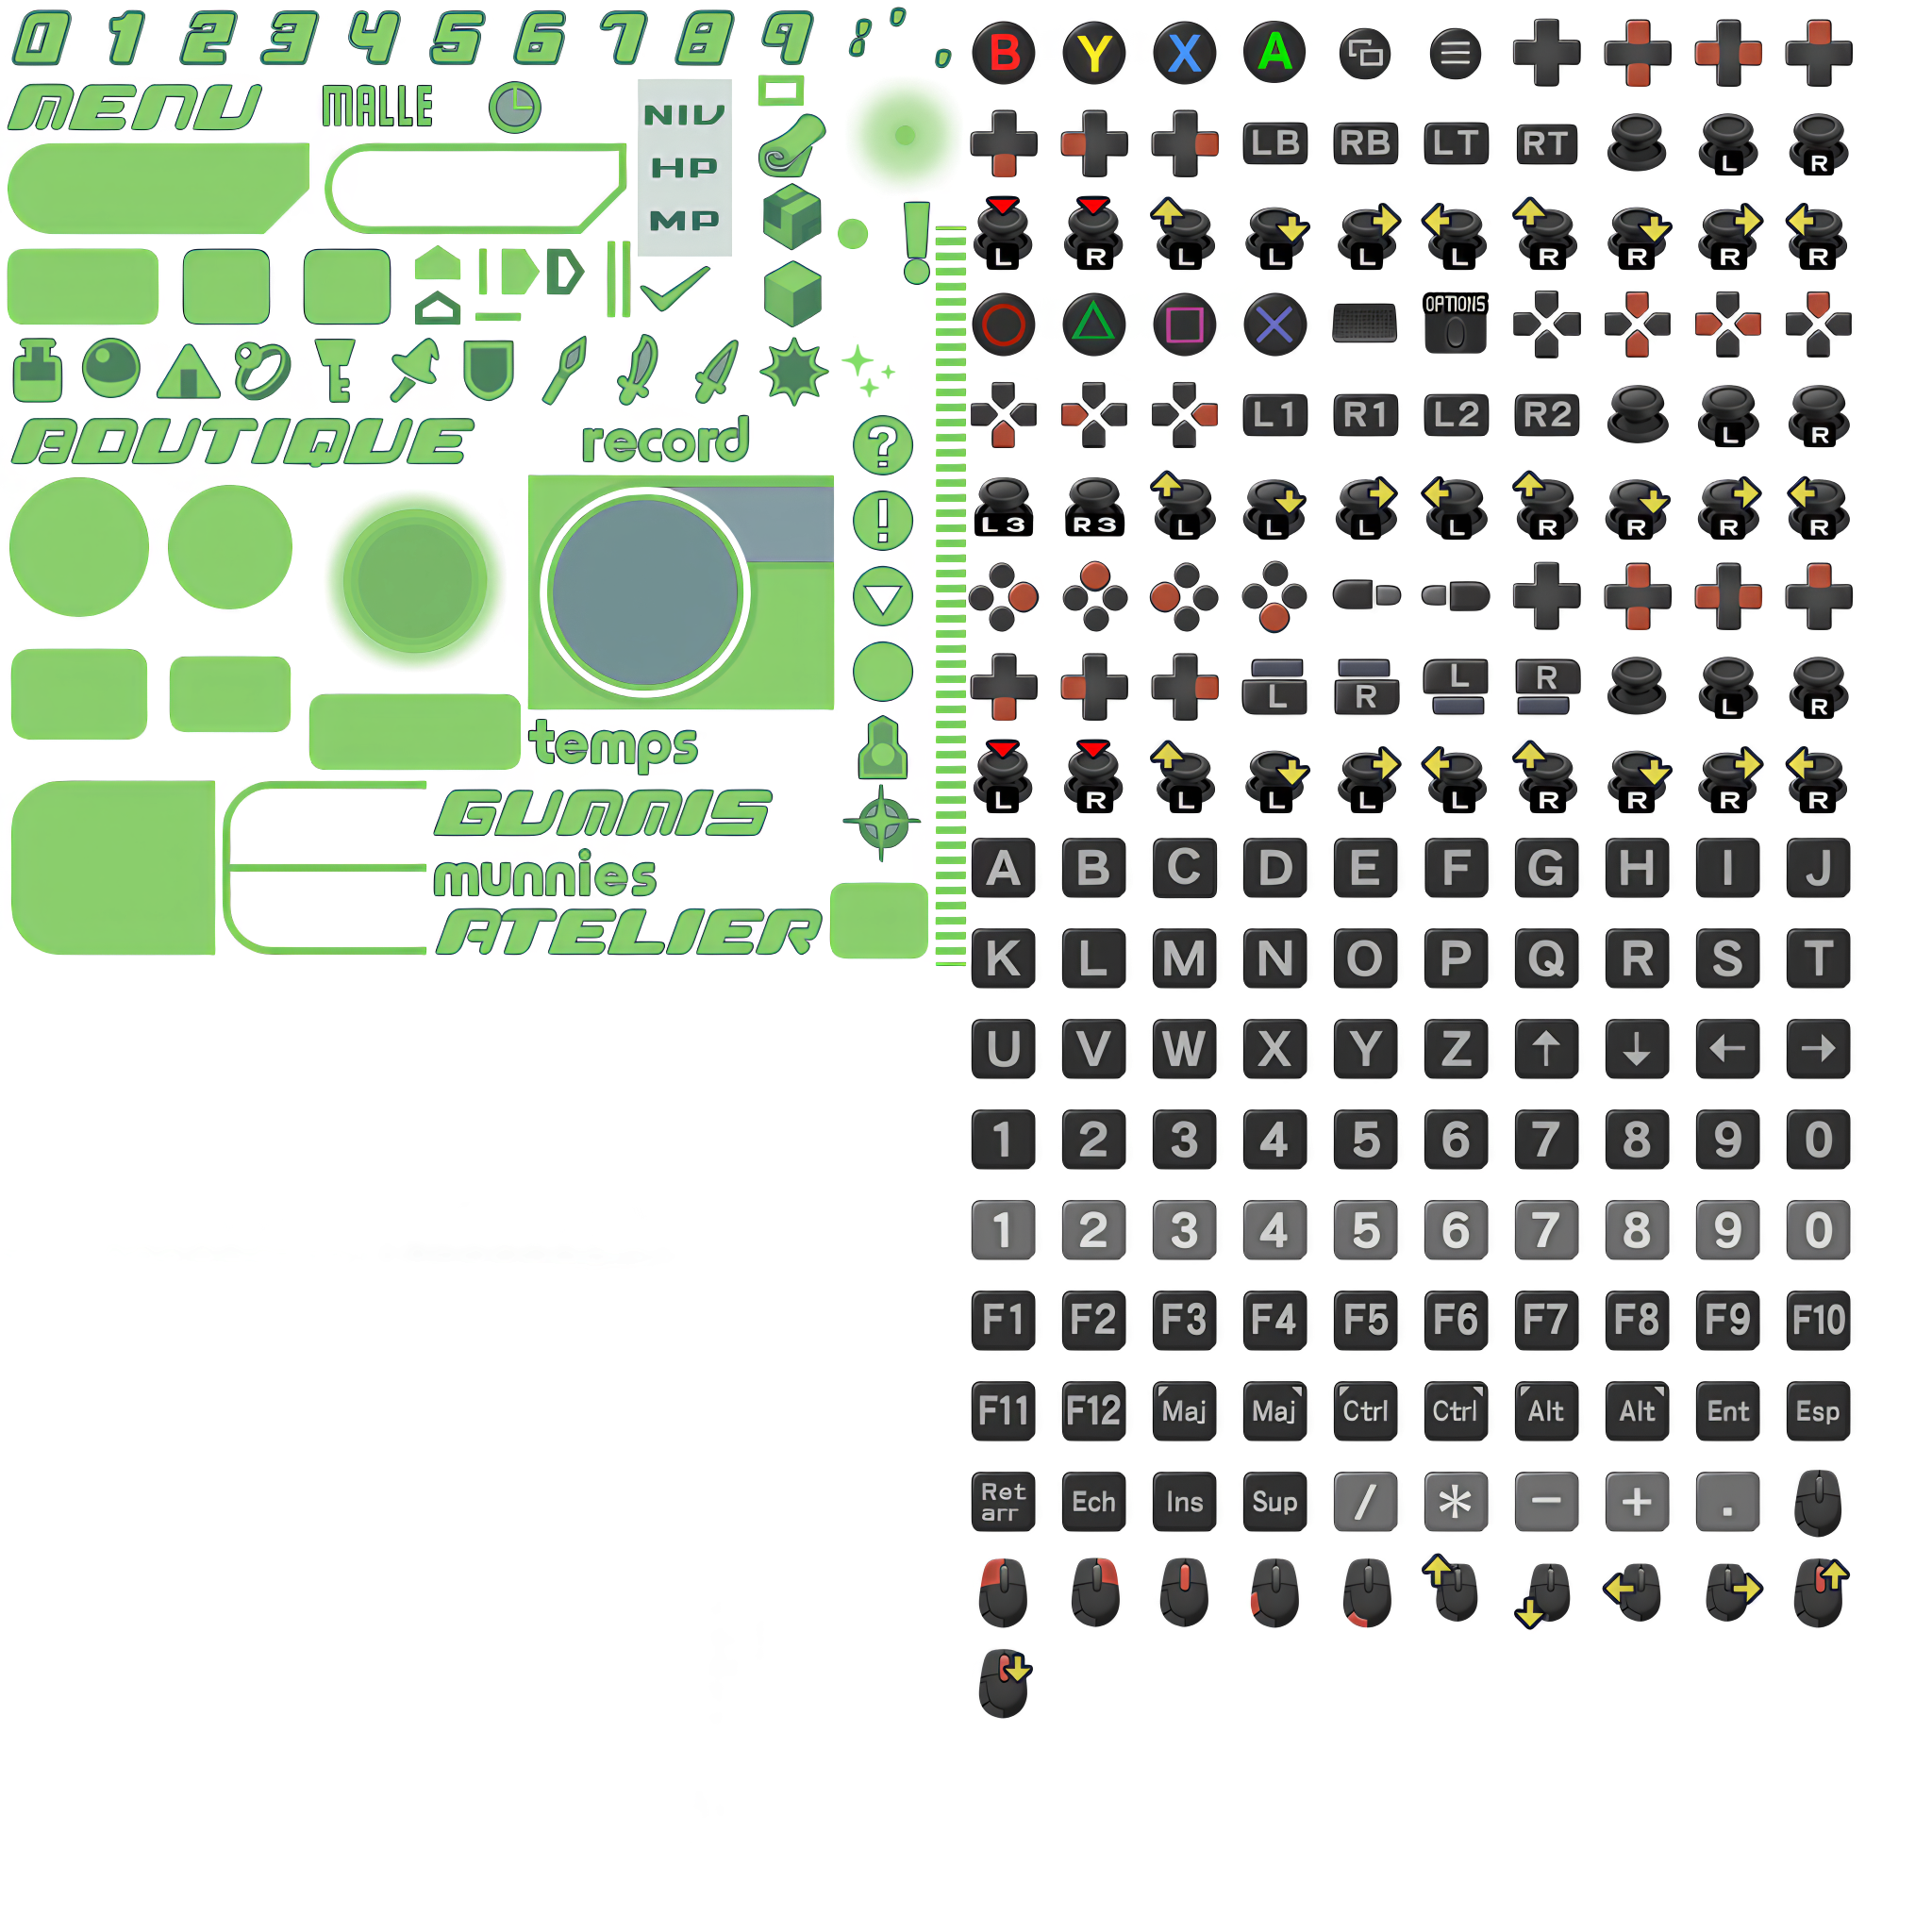 0 1 2 3 4 5 6 7 8 9 : ' .
MENU
MALLE
NIV
HP
MP
!
BOUTIQUE
record
?
!
temps
GUMMIS
munnies
ATELIER
B Y X A
LB RB LT RT L R
L R L L L L R R R R
OPTIONS
L1 R1 L2 R2 L R
L3 R3 L L L L R R R R
L R L R L R
L R L L L L R R R R
A B C D E F G H I J
K L M N O P Q R S T
U V W X Y Z ↑ ↓ ← →
1 2 3 4 5 6 7 8 9 0
1 2 3 4 5 6 7 8 9 0
F1 F2 F3 F4 F5 F6 F7 F8 F9 F10
F11 F12 Maj Maj Ctrl Ctrl Alt Alt Ent Esp
Ret
arr Ech Ins Sup / * - + .